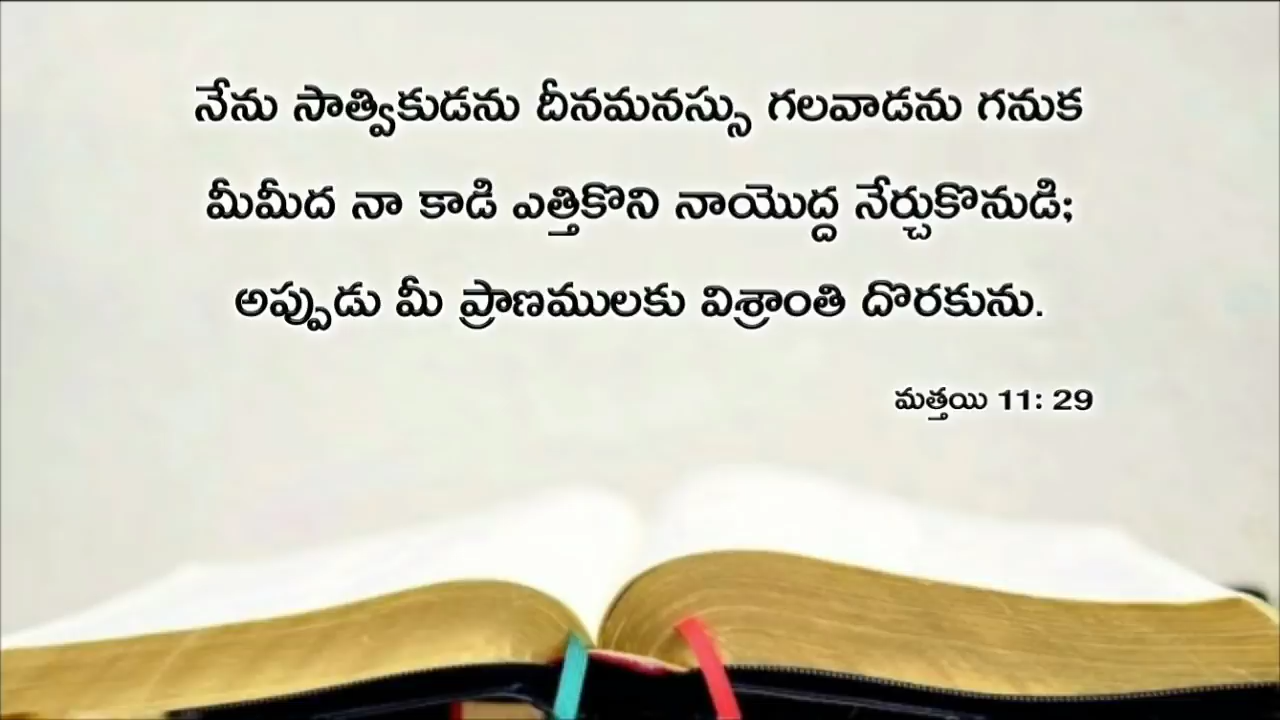 నేను సాత్వికుడను దీనమనస్సు గలవాడను గనుక
మీమీద నా కాడి ఎత్తికొని నాయొద్ద నేర్చుకొనుడి;
అప్పుడు మీ ప్రాణములకు విశ్రాంతి దొరకును.
మత్తయి 11: 29